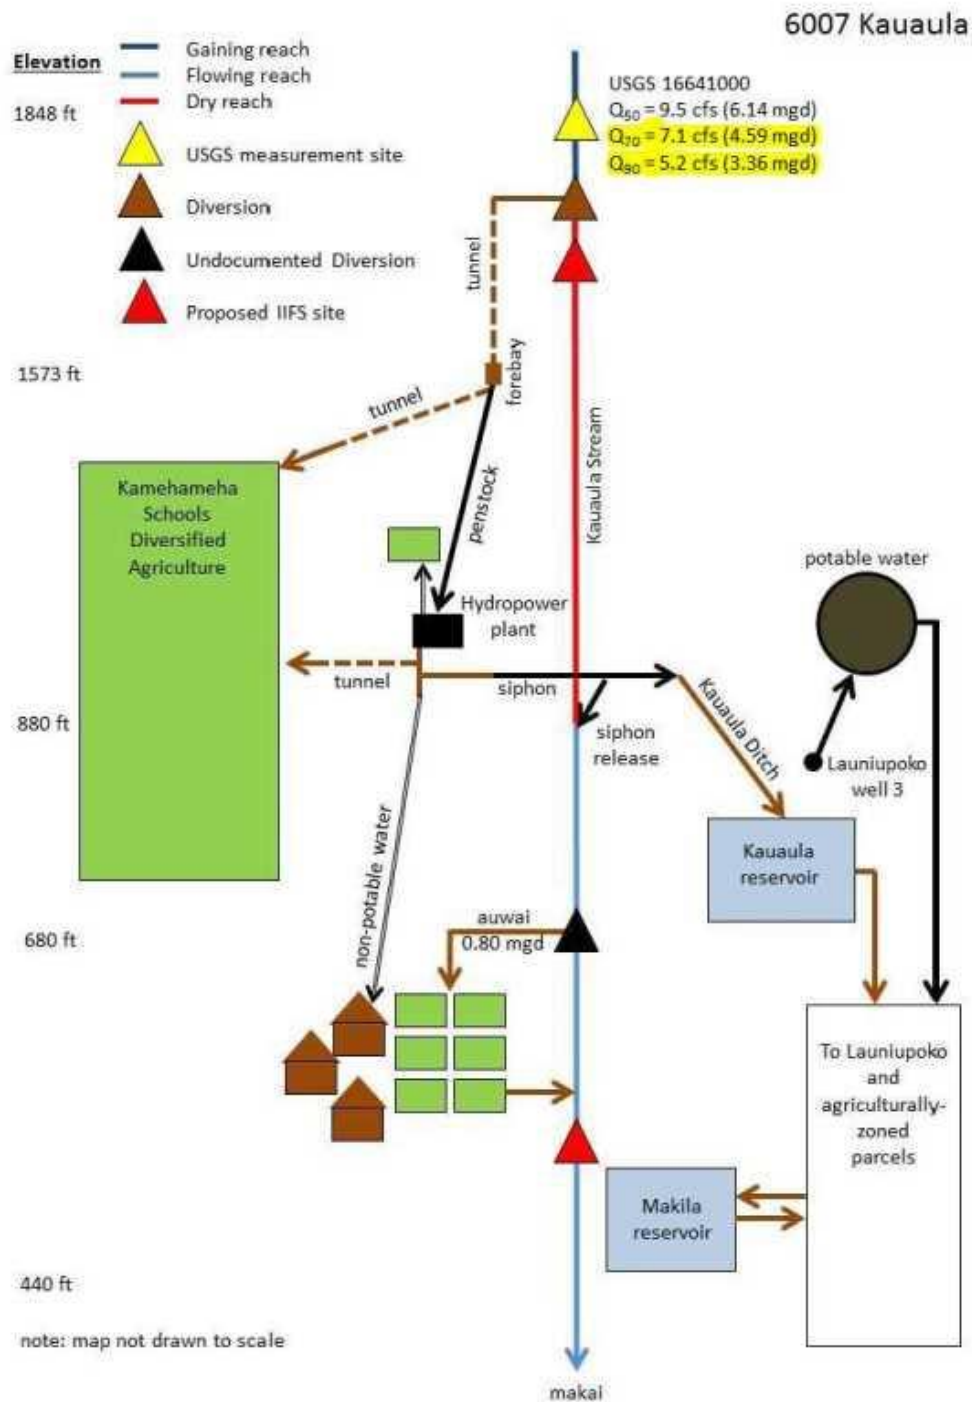 6007 Kauaula
Elevation
Gaining reach
Flowing reach
Dry reach
USGS measurement site
Diversion
Undocumented Diversion
Proposed IIFS site
1848 ft
1573 ft
880 ft
680 ft
440 ft
USGS 16641000
Q50 = 9.5 cfs (6.14 mgd)
Q70 = 7.1 cfs (4.59 mgd)
Q90 = 5.2 cfs (3.36 mgd)
tunnel
forebay
tunnel
penstock
Kauaula Stream
Kamehameha
Schools
Diversified
Agriculture
Hydropower
plant
potable water
tunnel
siphon
siphon
release
Kauaula Ditch
Launiupoko
well 3
Kauaula
reservoir
non-potable water
auwai
0.80 mgd
To Launiupoko
and
agriculturally-
zoned
parcels
Makila
reservoir
note: map not drawn to scale
makai